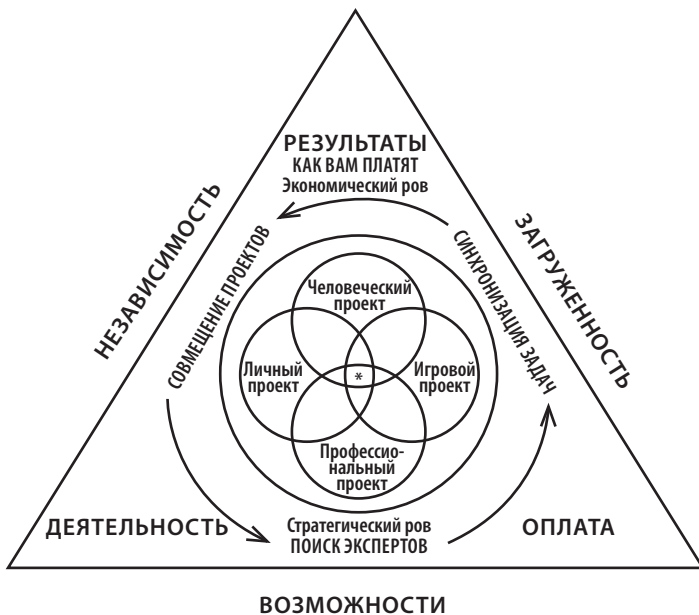 РЕЗУЛЬТАТЫ
КАК ВАМ ПЛАТЯТ
Экономический ров
НЕЗАВИСИМОСТЬ
ЗАГРУЖЕННОСТЬ
СОВМЕЩЕНИЕ ПРОЕКТОВ
СИНХРОНИЗАЦИЯ ЗАДАЧ
Человеческий
проект
Личный
проект
*
Игровой
проект
Профессио-
нальный
проект
ДЕЯТЕЛЬНОСТЬ
Стратегический ров
ПОИСК ЭКСПЕРТОВ
ОПЛАТА
ВОЗМОЖНОСТИ